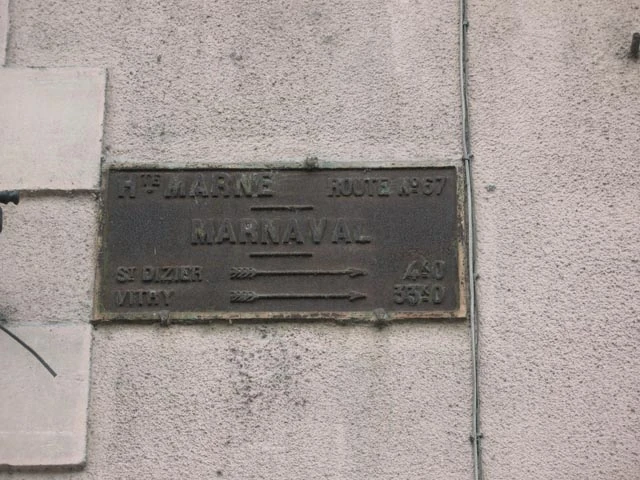 HTE MARNE ROUTE No 67
MARNAVAL
ST DIZIER 4K0
VITRY 33K0